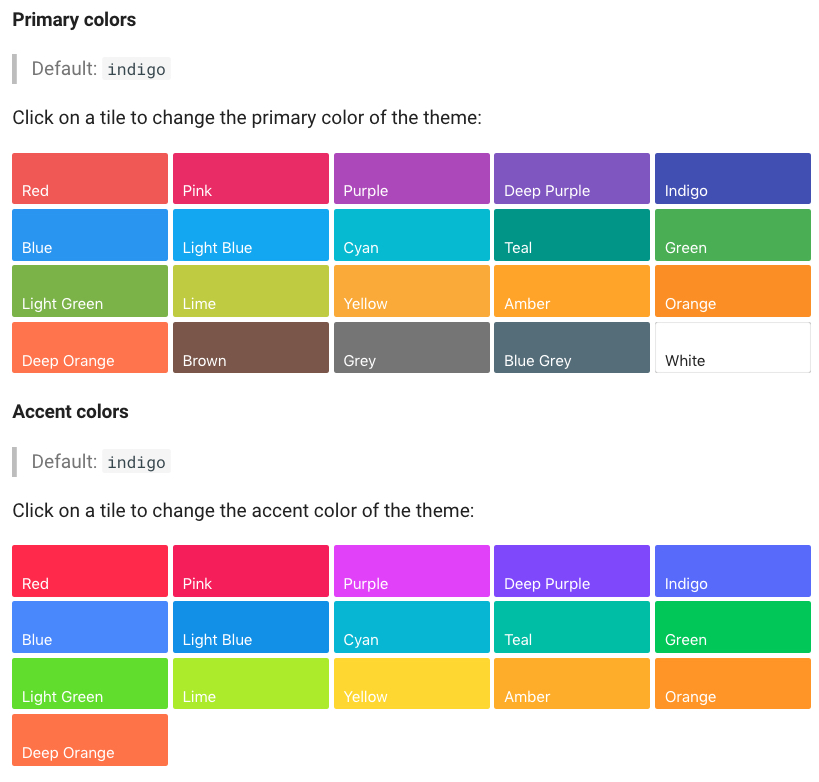 Primary colors
Default: indigo
Click on a tile to change the primary color of the theme:
Red Pink Purple Deep Purple Indigo
Blue Light Blue Cyan Teal Green
Light Green Lime Yellow Amber Orange
Deep Orange Brown Grey Blue Grey White
Accent colors
Default: indigo
Click on a tile to change the accent color of the theme:
Red Pink Purple Deep Purple Indigo
Blue Light Blue Cyan Teal Green
Light Green Lime Yellow Amber Orange
Deep Orange